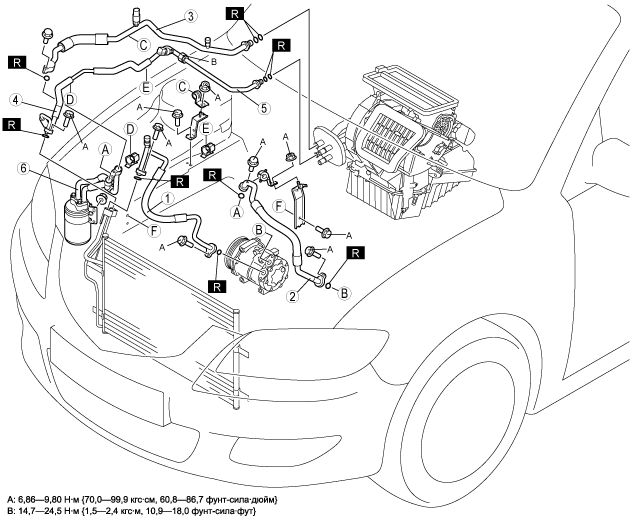 3
R
R
C
B
R
C
A
E
D
4
A
5
R
A
D
A
E
A
A
A
R
6
R
1
A
F
A
F
B
A
A
R
R
2
B
A: 6,86—9,80 Н·м {70,0—99,9 кгс·см, 60,8—86,7 фунт-сила·дюйм}
B: 14,7—24,5 Н·м {1,5—2,4 кгс·м, 10,9—18,0 фунт-сила·фут}